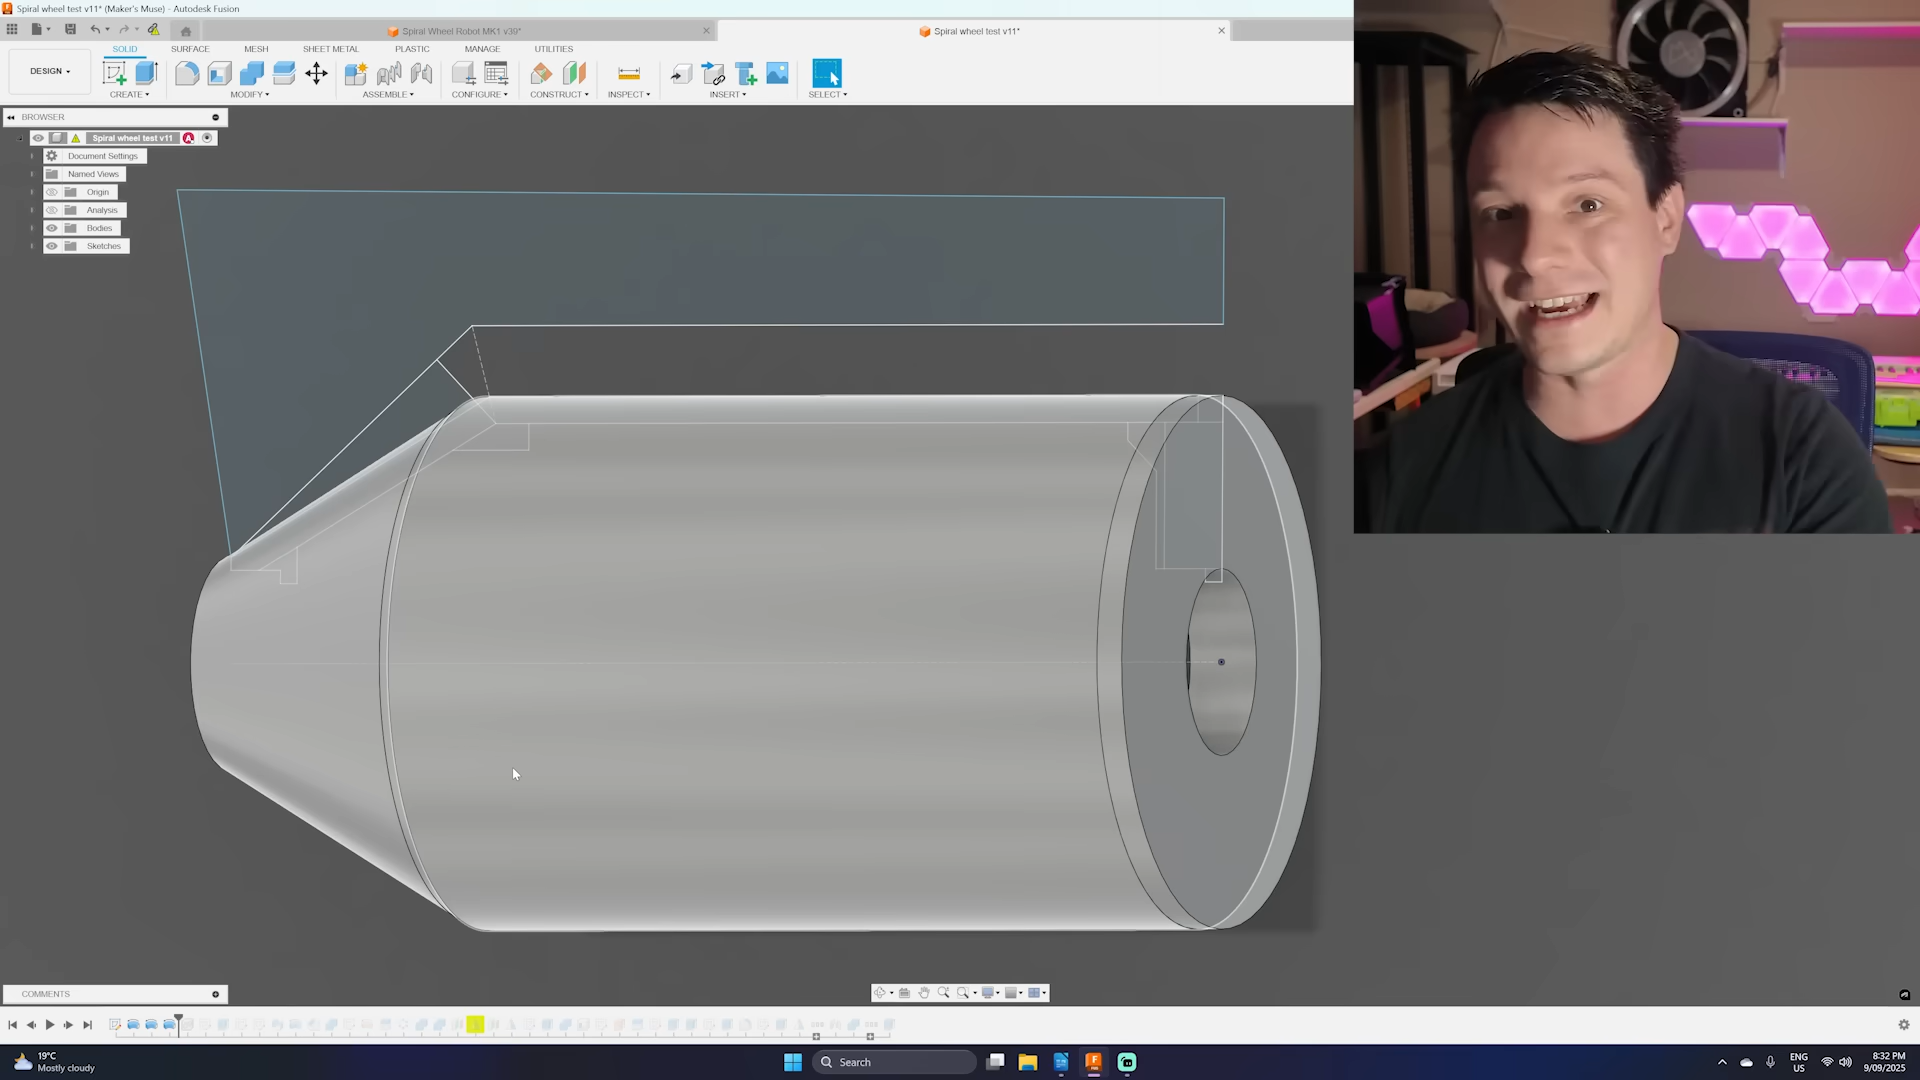 Spiral wheel test v11* (Maker's Muse) - Autodesk Fusion
Spiral Wheel Robot MK1 v39*
Spiral wheel test v11*
DESIGN
SOLID
SURFACE
MESH
SHEET METAL
PLASTIC
MANAGE
UTILITIES
CREATE
MODIFY
ASSEMBLE
CONFIGURE
CONSTRUCT
INSPECT
INSERT
SELECT
BROWSER
Spiral wheel test v11
Document Settings
Named Views
Origin
Analysis
Bodies
Sketches
COMMENTS
19°C
Mostly cloudy
Search
ENG
US
8:32 PM
9/09/2025